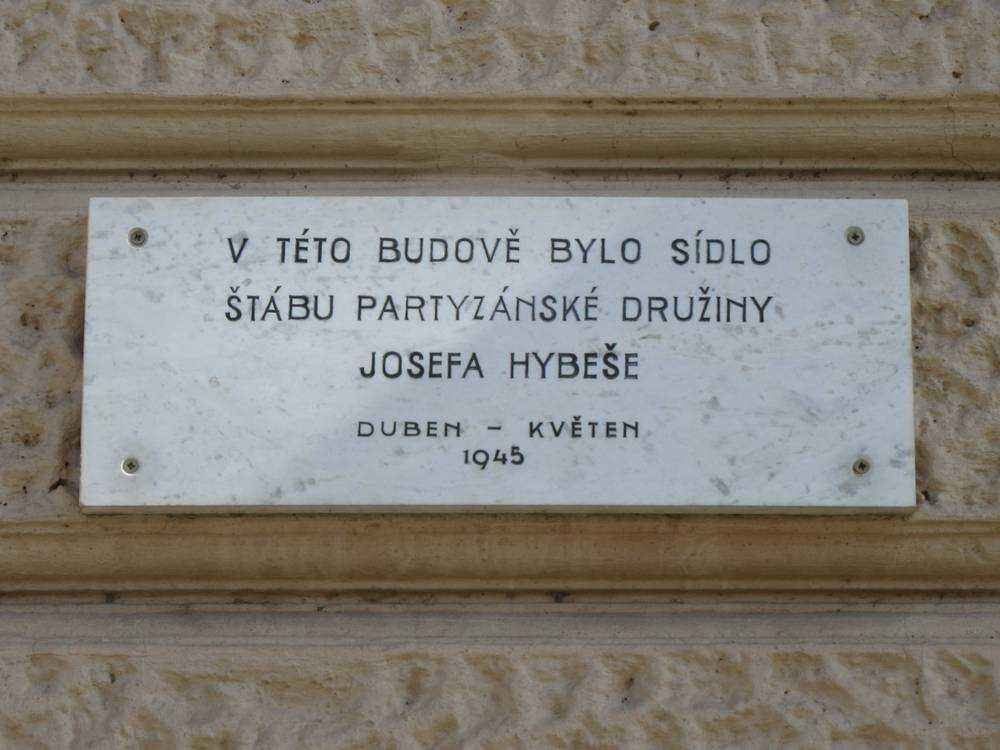 V TÉTO BUDOVĚ BYLO SÍDLO
ŠTÁBU PARTYZÁNSKÉ DRUŽINY
JOSEFA HYBEŠE
DUBEN – KVĚTEN
1945